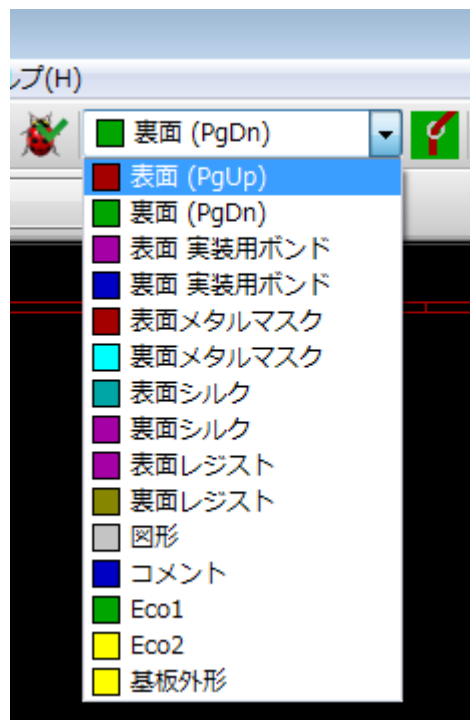 ルプ(H)
裏面 (PgDn)
表面 (PgUp)
裏面 (PgDn)
表面 実装用ボンド
裏面 実装用ボンド
表面メタルマスク
裏面メタルマスク
表面シルク
裏面シルク
表面レジスト
裏面レジスト
図形
コメント
Eco1
Eco2
基板外形